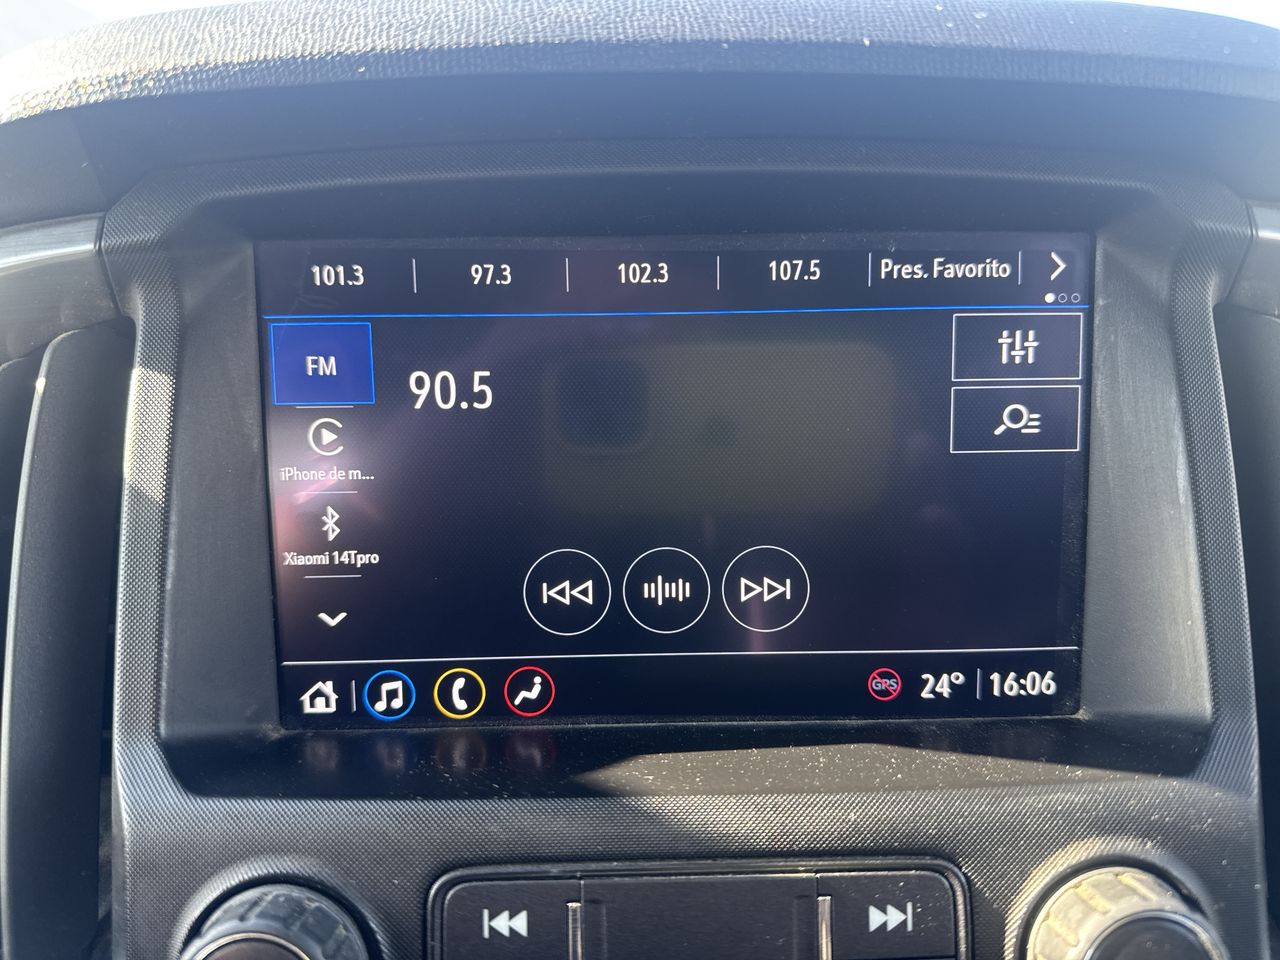 101.3
97.3
102.3
107.5
Pres. Favorito
FM
90.5
iPhone de m...
Xiaomi 14Tpro
GPS
24°
16:06